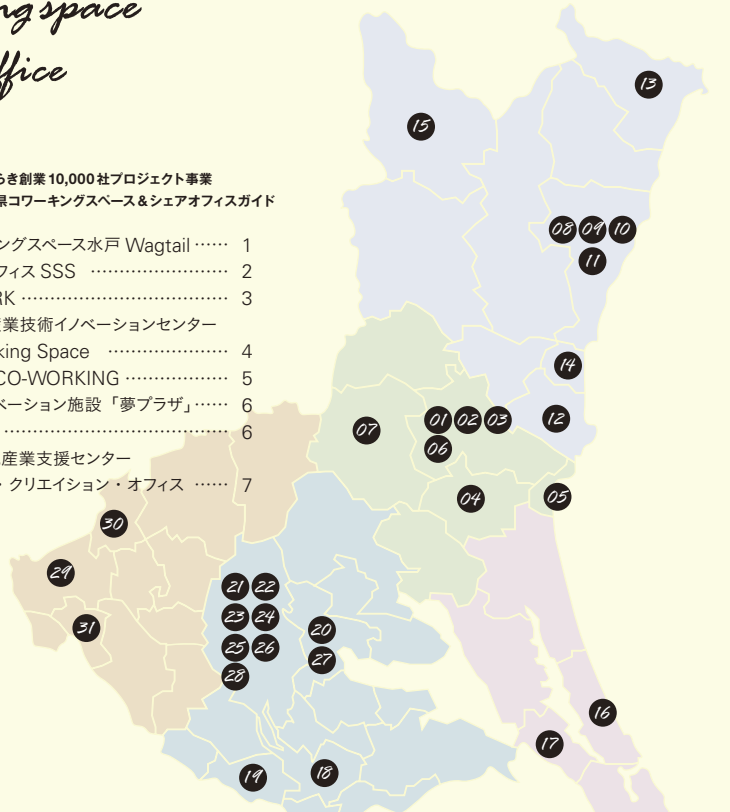 ng space
ffice
らき創業10,000社プロジェクト事業
県コワーキングスペース&シェアオフィスガイド
ングスペース水戸 Wagtail …… 1
フィス SSS ………………… 2
RK ……………………………… 3
産業技術イノベーションセンター
king Space ………………… 4
CO-WORKING ……………… 5
ベーション施設「夢プラザ」…… 6
………………………………… 6
産業支援センター
・クリエイション・オフィス …… 7
13
15
08 09 10
11
14
01 02 03
12
07
06
04
05
30
29
21 22
23 24
20
31
25 26
27
28
16
17
19
18